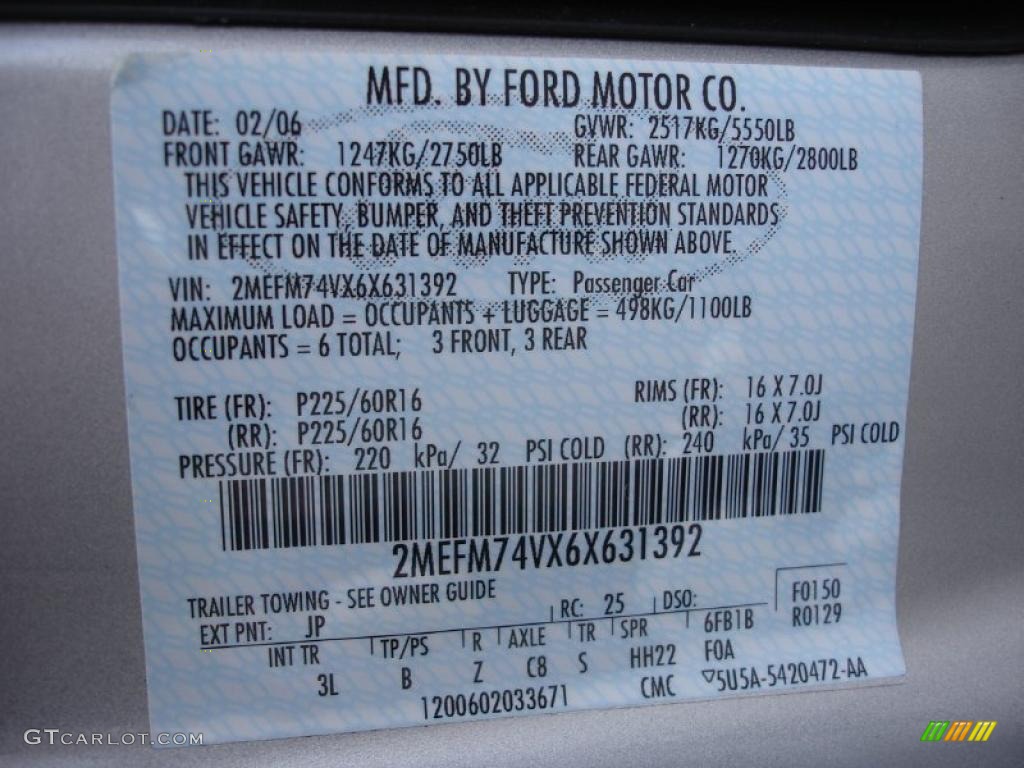 MFD. BY FORD MOTOR CO.
DATE: 02/06 GVWR: 2517KG/5550LB
FRONT GAWR: 1247KG/2750LB REAR GAWR: 1270KG/2800LB
THIS VEHICLE CONFORMS TO ALL APPLICABLE FEDERAL MOTOR
VEHICLE SAFETY, BUMPER, AND THEFT PREVENTION STANDARDS
IN EFFECT ON THE DATE OF MANUFACTURE SHOWN ABOVE.
VIN: 2MEFM74VX6X631392 TYPE: Passenger Car
MAXIMUM LOAD = OCCUPANTS + LUGGAGE = 498KG/1100LB
OCCUPANTS = 6 TOTAL; 3 FRONT, 3 REAR
TIRE (FR): P225/60R16 RIMS (FR): 16 X 7.0J
(RR): P225/60R16 (RR): 16 X 7.0J
PRESSURE (FR): 220 kPa/ 32 PSI COLD (RR): 240 kPa/ 35 PSI COLD
2MEFM74VX6X631392
TRAILER TOWING - SEE OWNER GUIDE
EXT PNT: JP RC: 25 DSO: F0150
R0129
INT TR TP/PS R AXLE TR SPR 6FB1B
3L B Z C8 S HH22 FOA
1200602033671 CMC 5U5A-5420472-AA
GTCARLOT.COM